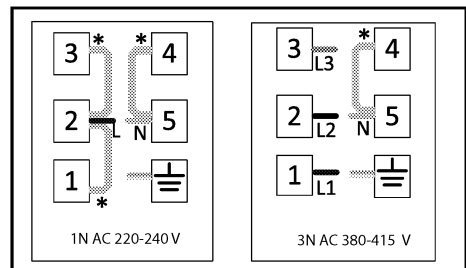 3 * * 4
2 L N 5
1 *
1N AC 220-240 V
3 L3 * 4
2 L2 N 5
1 L1
3N AC 380-415 V